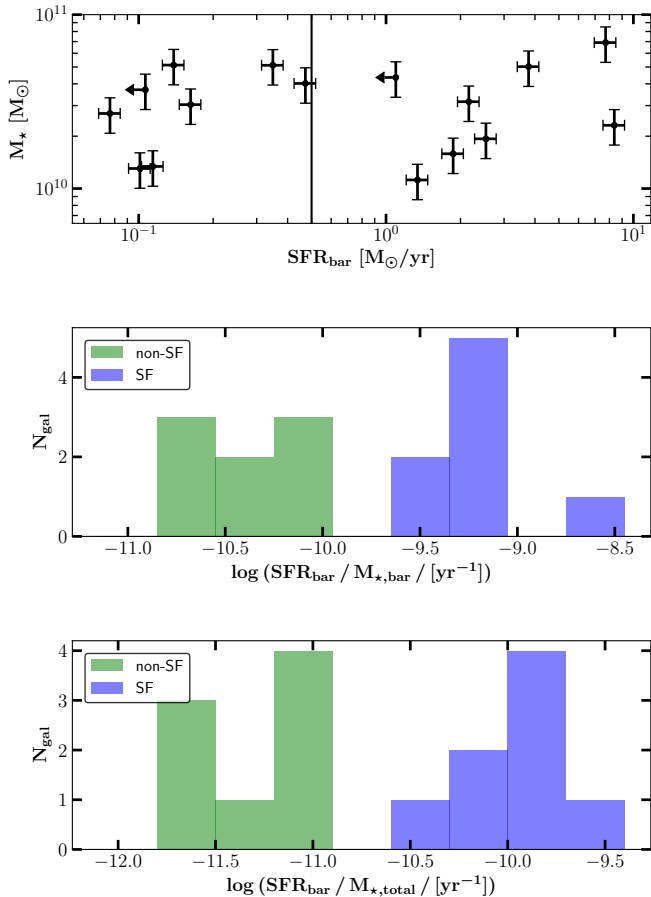 10¹¹
M⋆ [M⊙]
10¹⁰
10⁻¹ 10⁰ 10¹
SFR_bar [M⊙/yr]
non-SF
SF
4
2
0
N_gal
−11.0 −10.5 −10.0 −9.5 −9.0 −8.5
log (SFR_bar / M⋆,bar / [yr⁻¹])
non-SF
SF
4
3
2
1
0
N_gal
−12.0 −11.5 −11.0 −10.5 −10.0 −9.5
log (SFR_bar / M⋆,total / [yr⁻¹])